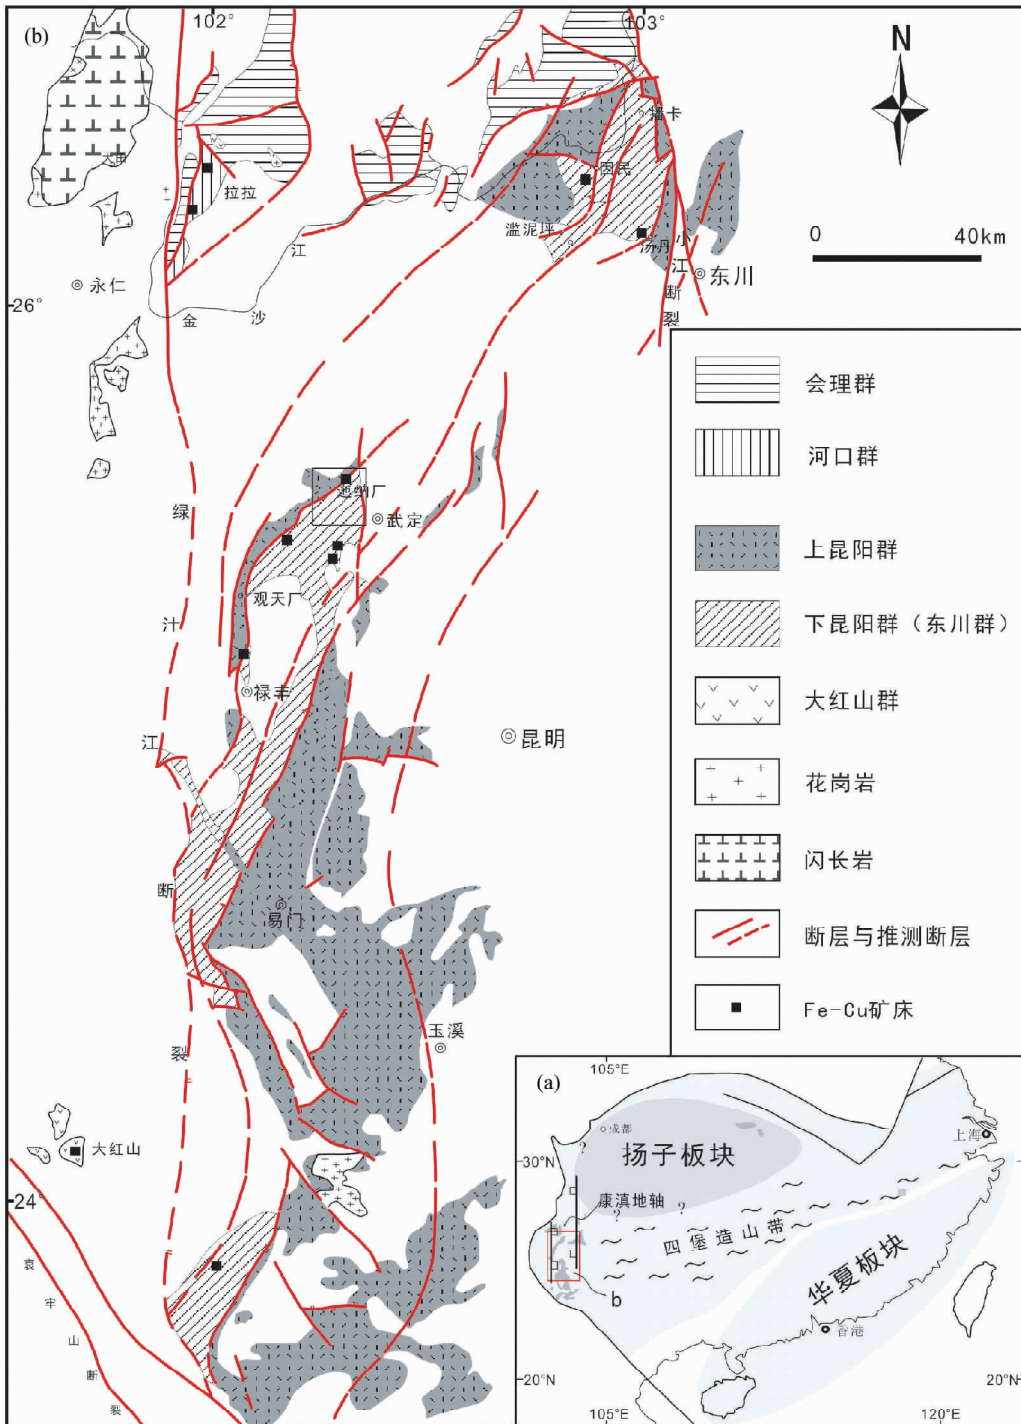 (b)
102°
103°
N
播卡
大田
因民
拉拉
滥泥坪
汤丹
小
江
断
裂
0 40km
东川
永仁
江
26°
金
沙
会理群
河口群
迤纳厂
武定
绿
上昆阳群
观天厂
汁
下昆阳群（东川群）
禄丰
大红山群
江
昆明
花岗岩
闪长岩
断
易门
断层与推测断层
Fe-Cu矿床
玉溪
裂
(a)
105°E
成都
上海
大红山
扬子板块
30°N
?
康滇地轴
24°
?
?
四堡造山带
华夏板块
哀
牢
山
断
裂
b
香港
20°N
20°N
105°E
120°E